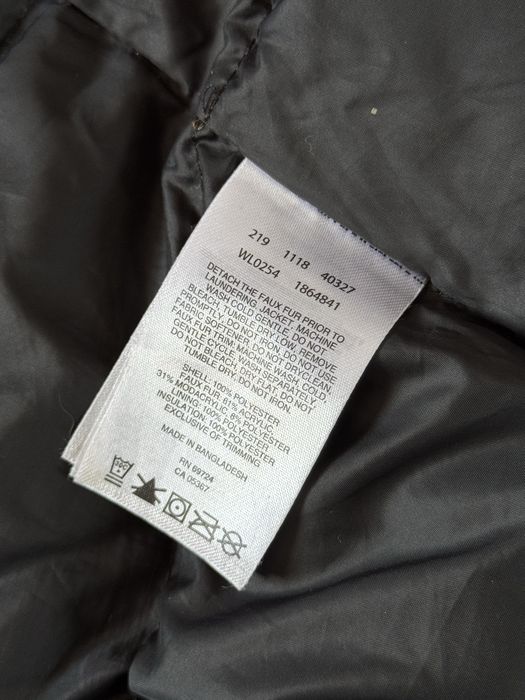 219 1118 40327
WL0254 1864841
DETACH THE FAUX FUR PRIOR TO
LAUNDERING. JACKET, MACHINE
WASH COLD GENTLE, DO NOT
BLEACH, TUMBLE DRY LOW, REMOVE
PROMPTLY, DO NOT IRON, DO NOT USE
FABRIC SOFTNER, DO NOT DRYCLEAN.
FAUX FUR TRIM: MACHINE WASH, COLD,
GENTLE CYCLE, WASH SEPARATELY,
DO NOT BLEACH, DRY FLAT, DO NOT
TUMBLE DRY, DO NOT IRON.
SHELL: 100% POLYESTER
FAUX FUR: 61% ACRYLIC,
31% MODACRYLIC, 8% POLYESTER
LINING: 100% POLYESTER
INSULATION: 100% POLYESTER
EXCLUSIVE OF TRIMMING
MADE IN BANGLADESH
RN 69724
CA 05367